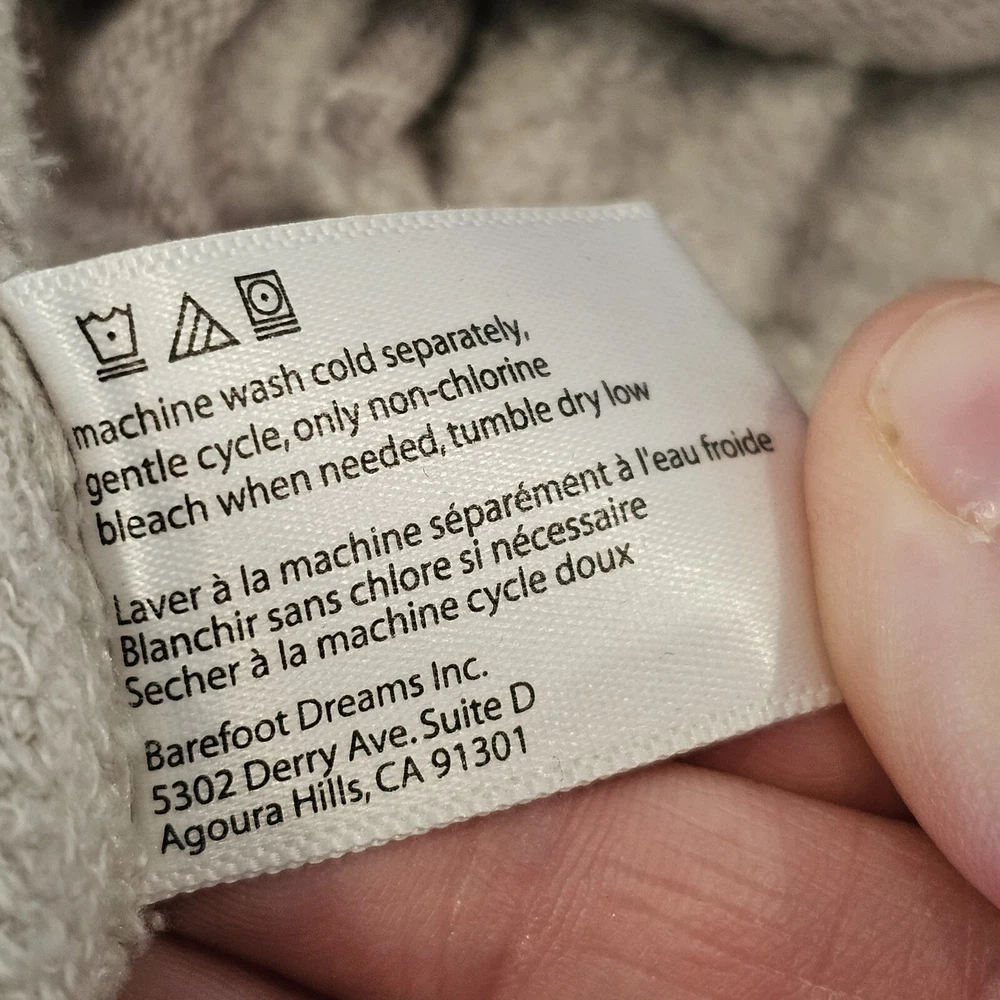 machine wash cold separately,
gentle cycle, only non-chlorine
bleach when needed, tumble dry low
Laver à la machine séparément à l'eau froide
Blanchir sans chlore si nécessaire
Secher à la machine cycle doux
Barefoot Dreams Inc.
5302 Derry Ave. Suite D
Agoura Hills, CA 91301